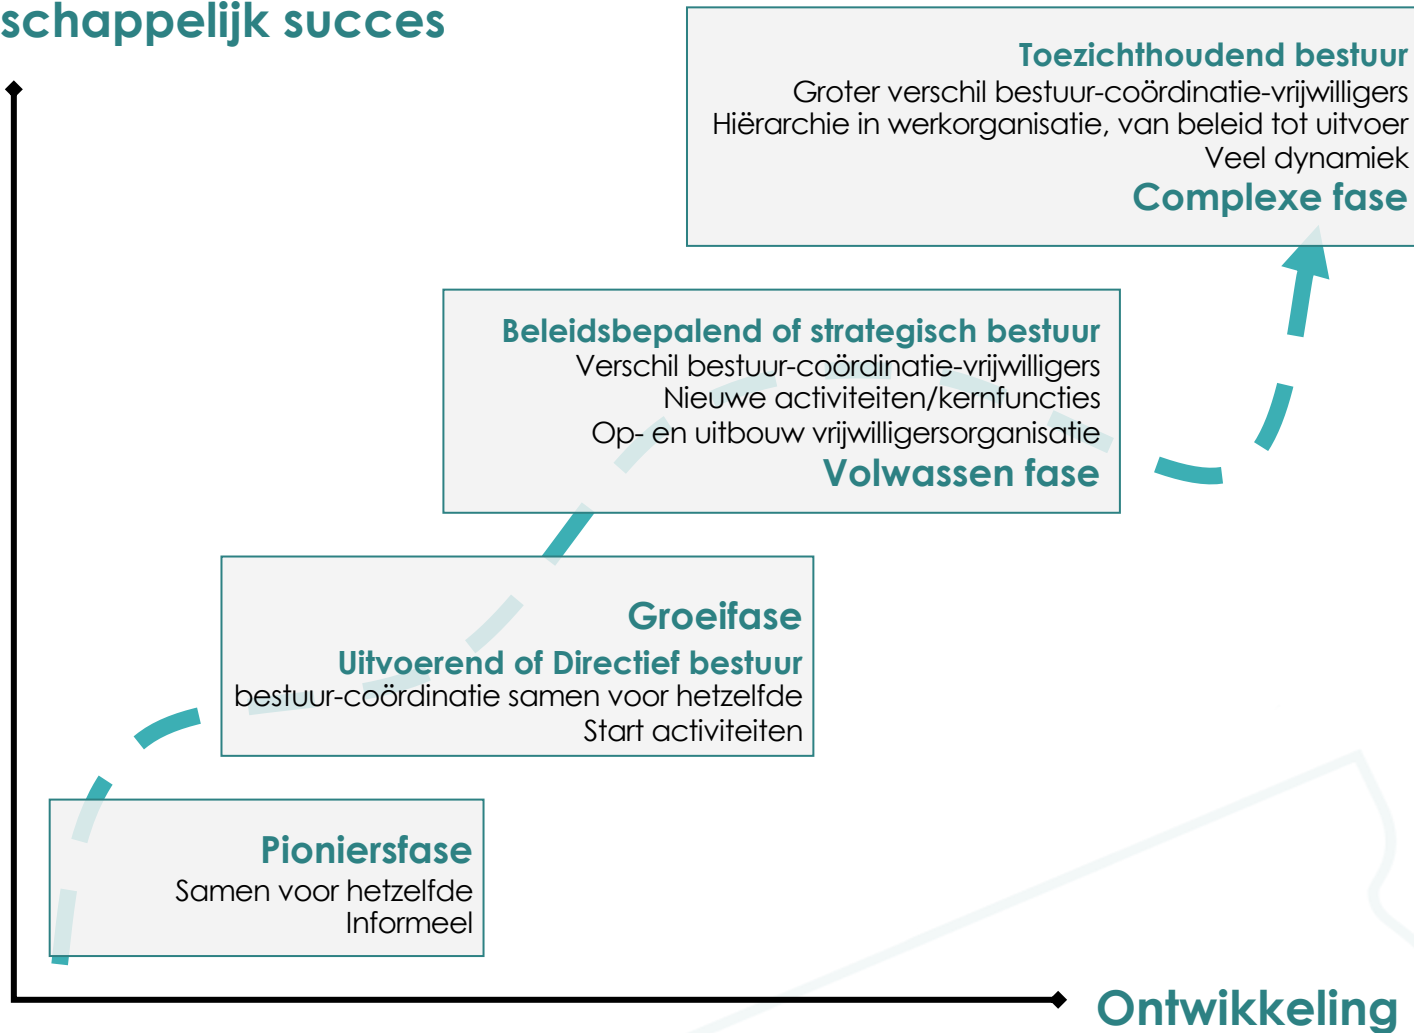 schappelijk succes
Toezichthoudend bestuur
Groter verschil bestuur-coördinatie-vrijwilligers
Hiërarchie in werkorganisatie, van beleid tot uitvoer
Veel dynamiek
Complexe fase
Beleidsbepalend of strategisch bestuur
Verschil bestuur-coördinatie-vrijwilligers
Nieuwe activiteiten/kernfuncties
Op- en uitbouw vrijwilligersorganisatie
Volwassen fase
Groeifase
Uitvoerend of Directief bestuur
bestuur-coördinatie samen voor hetzelfde
Start activiteiten
Pioniersfase
Samen voor hetzelfde
Informeel
Ontwikkeling